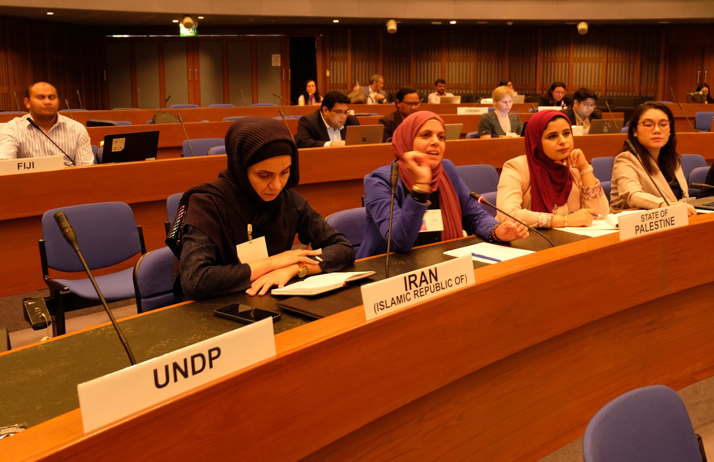 FIJI
UNDP
IRAN
(ISLAMIC REPUBLIC OF)
STATE OF
PALESTINE